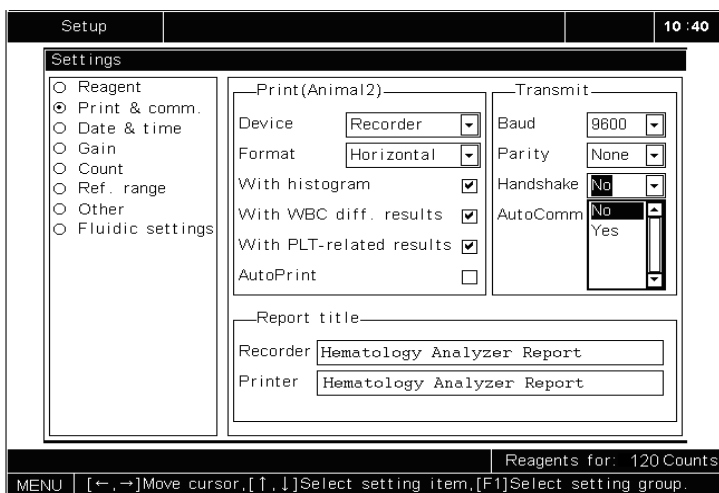 Setup
10:40
Settings
Reagent
Print & comm.
Date & time
Gain
Count
Ref. range
Other
Fluidic settings
Print(Animal2)
Device Recorder
Format Horizontal
With histogram
With WBC diff. results
With PLT-related results
AutoPrint
Transmit
Baud 9600
Parity None
Handshake No
AutoComm No
Yes
Report title
Recorder Hematology Analyzer Report
Printer Hematology Analyzer Report
Reagents for: 120 Counts
MENU [←,→]Move cursor,[↑,↓]Select setting item,[F1]Select setting group.